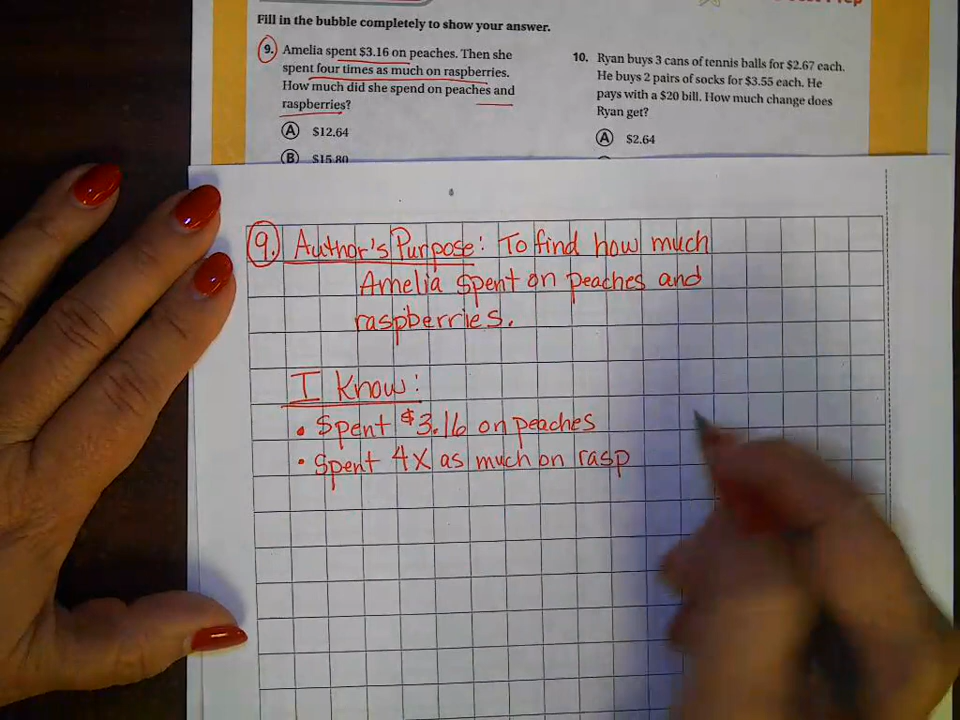 Prep
Fill in the bubble completely to show your answer.
9. Amelia spent $3.16 on peaches. Then she
spent four times as much on raspberries.
How much did she spend on peaches and
raspberries?
A $12.64
B $15.80
10. Ryan buys 3 cans of tennis balls for $2.67 each.
He buys 2 pairs of socks for $3.55 each. He
pays with a $20 bill. How much change does
Ryan get?
A $2.64
9. Author's Purpose: To find how much
Amelia spent on peaches and
raspberries.
I Know:
• Spent $3.16 on peaches
• Spent 4X as much on rasp